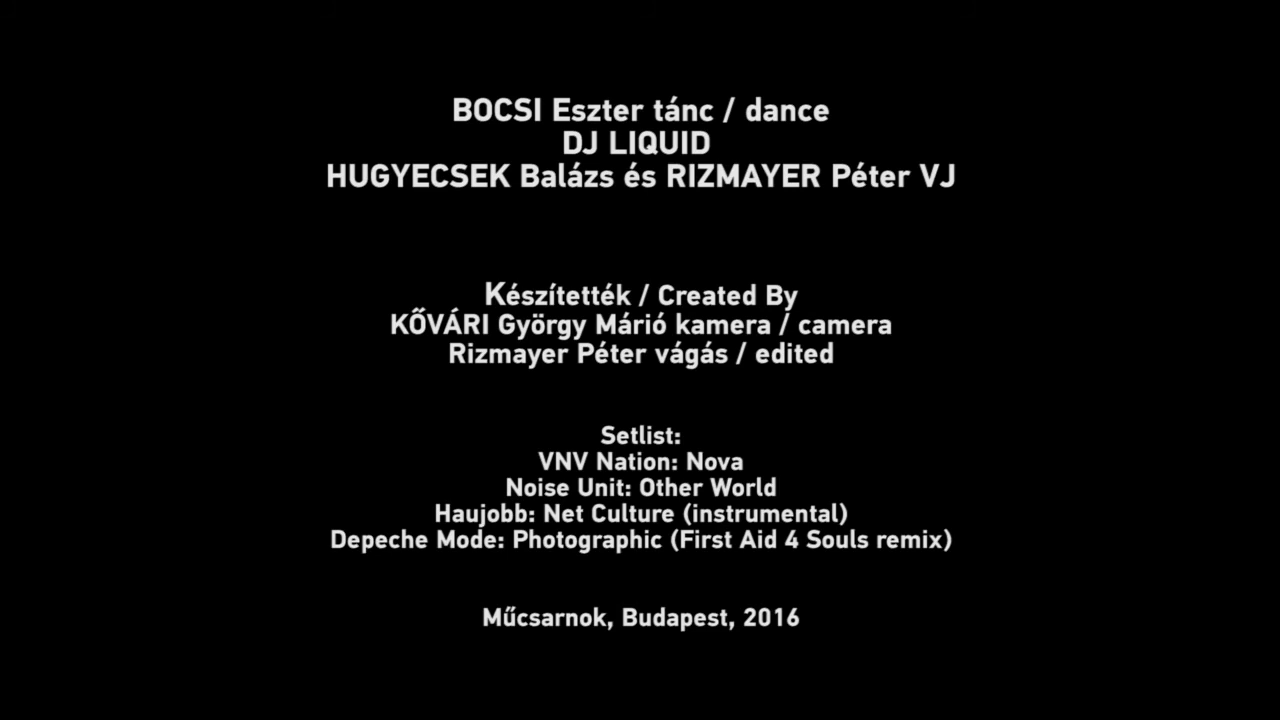 BOCSI Eszter tánc / dance
DJ LIQUID
HUGYECSEK Balázs és RIZMAYER Péter VJ
Készítették / Created By
KŐVÁRI György Márió kamera / camera
Rizmayer Péter vágás / edited
Setlist:
VNV Nation: Nova
Noise Unit: Other World
Haujobb: Net Culture (instrumental)
Depeche Mode: Photographic (First Aid 4 Souls remix)
Műcsarnok, Budapest, 2016